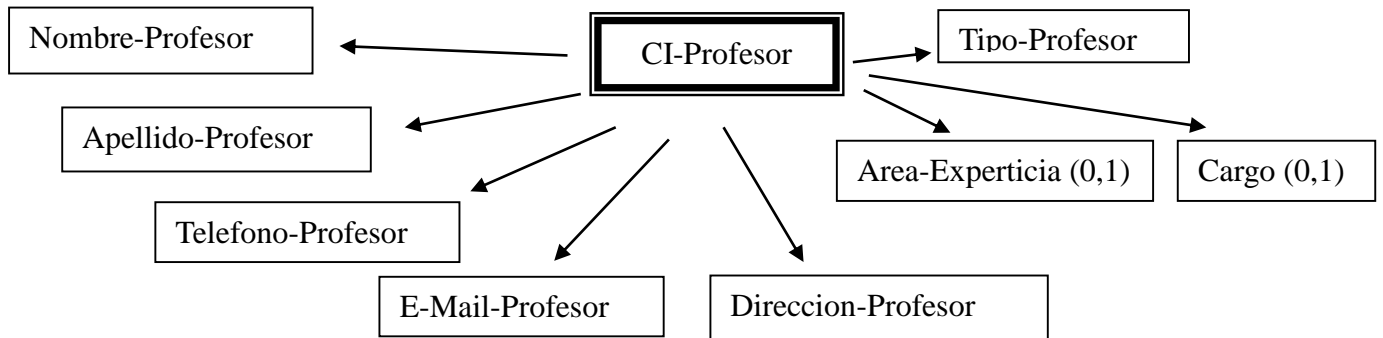 Nombre-Profesor
CI-Profesor
Tipo-Profesor
Apellido-Profesor
Area-Experticia (0,1)
Cargo (0,1)
Telefono-Profesor
E-Mail-Profesor
Direccion-Profesor